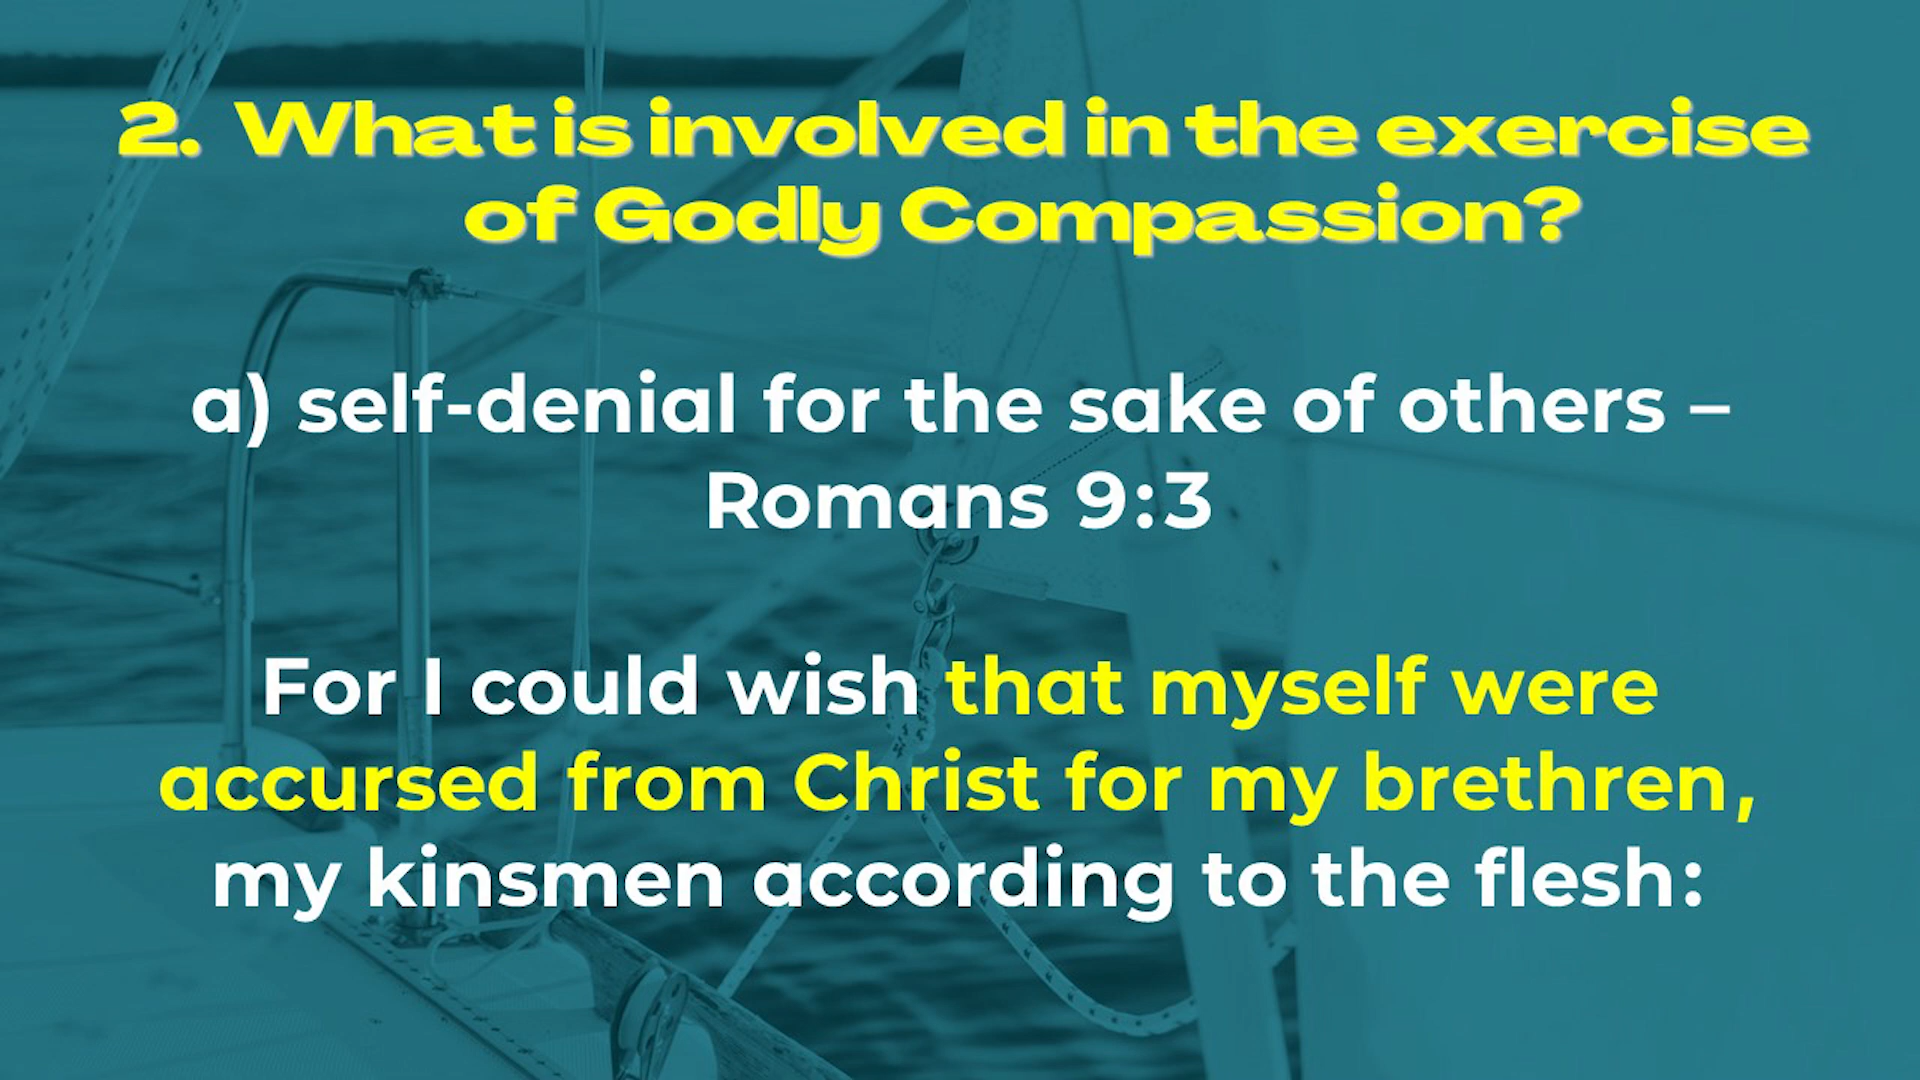 2. What is involved in the exercise
of Godly Compassion?
a) self-denial for the sake of others –
Romans 9:3
For I could wish that myself were
accursed from Christ for my brethren,
my kinsmen according to the flesh: